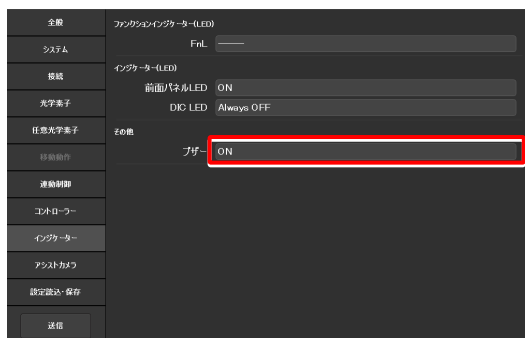 全般
システム
接続
光学素子
任意光学素子
移動動作
連動制御
コントローラー
インジケーター
アシストカメラ
設定読込・保存
送信
ファンクションインジケーター(LED)
FnL ────
インジケーター(LED)
前面パネルLED ON
DIC LED Always OFF
その他
ブザー ON